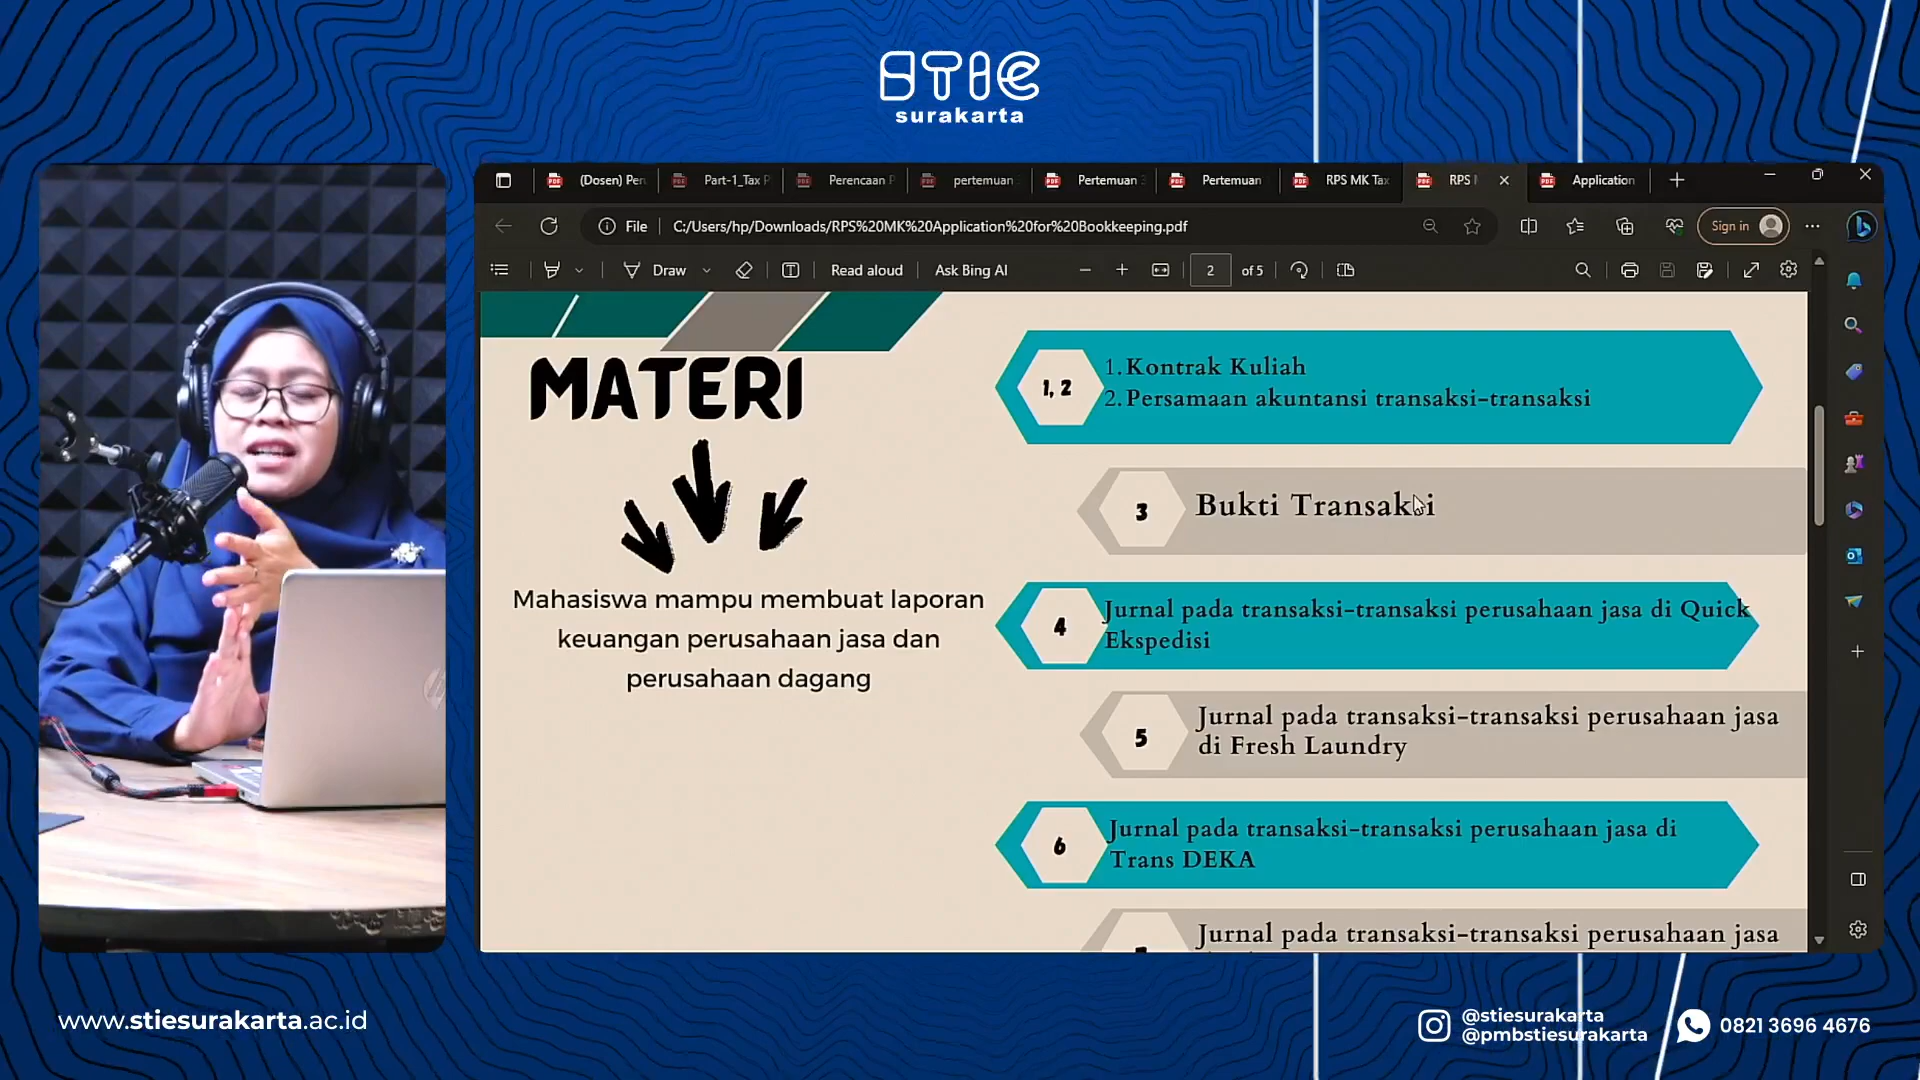 STIE
surakarta
(Dosen) Per
Part-1_Tax P
Perencaan P
pertemuan
Pertemuan 3
Pertemuan
RPS MK Tax
RPS M
Application
File
C:/Users/hp/Downloads/RPS%20MK%20Application%20for%20Bookkeeping.pdf
Sign in
Draw
Read aloud
Ask Bing AI
2
of 5
MATERI
Mahasiswa mampu membuat laporan
keuangan perusahaan jasa dan
perusahaan dagang
1, 2
1. Kontrak Kuliah
2. Persamaan akuntansi transaksi-transaksi
3
Bukti Transaksi
4
Jurnal pada transaksi-transaksi perusahaan jasa di Quick
Ekspedisi
5
Jurnal pada transaksi-transaksi perusahaan jasa
di Fresh Laundry
6
Jurnal pada transaksi-transaksi perusahaan jasa di
Trans DEKA
Jurnal pada transaksi-transaksi perusahaan jasa
hp
www.stiesurakarta.ac.id
@stiesurakarta
@pmbstiesurakarta
0821 3696 4676